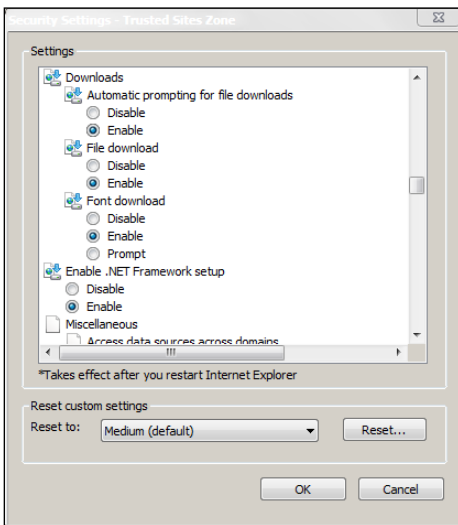 Security Settings - Trusted Sites Zone
Settings
Downloads
Automatic prompting for file downloads
Disable
Enable
File download
Disable
Enable
Font download
Disable
Enable
Prompt
Enable .NET Framework setup
Disable
Enable
Miscellaneous
Access data sources across domains
*Takes effect after you restart Internet Explorer
Reset custom settings
Reset to: Medium (default) Reset...
OK Cancel